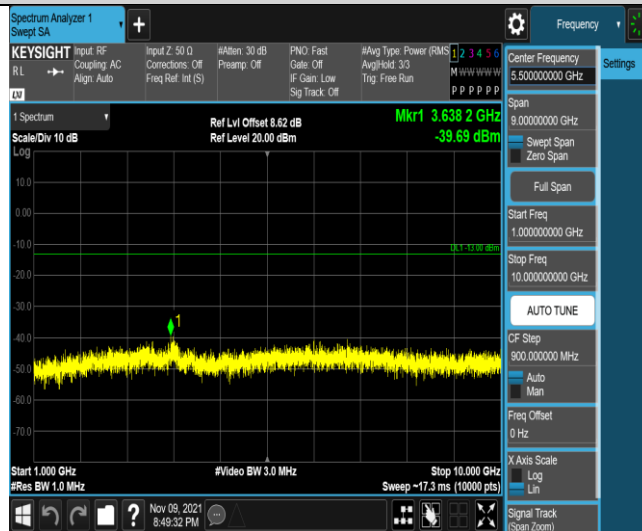 Spectrum Analyzer 1
Swept SA
Frequency
KEYSIGHT
RL
LXI
Input: RF
Coupling: AC
Align: Auto
Input Z: 50 Ω
Corrections: Off
Freq Ref: Int (S)
#Atten: 30 dB
Preamp: Off
PNO: Fast
Gate: Off
IF Gain: Low
Sig Track: Off
#Avg Type: Power (RMS
Avg|Hold: 3/3
Trig: Free Run
1 2 3 4 5 6
M W W W W W
P P P P P P
1 Spectrum
Scale/Div 10 dB
Log
Ref Lvl Offset 8.62 dB
Ref Level 20.00 dBm
Mkr1 3.638 2 GHz
-39.69 dBm
10.0
0.00
-10.0
DL1 -13.00 dBm
-20.0
-30.0
1
-40.0
-50.0
-60.0
-70.0
Start 1.000 GHz
#Res BW 1.0 MHz
#Video BW 3.0 MHz
Stop 10.000 GHz
Sweep ~17.3 ms (10000 pts)
?
Nov 09, 2021
8:49:32 PM
Center Frequency
5.500000000 GHz
Settings
Span
9.00000000 GHz
Swept Span
Zero Span
Full Span
Start Freq
1.000000000 GHz
Stop Freq
10.000000000 GHz
AUTO TUNE
CF Step
900.000000 MHz
Auto
Man
Freq Offset
0 Hz
X Axis Scale
Log
Lin
Signal Track
(Span Zoom)